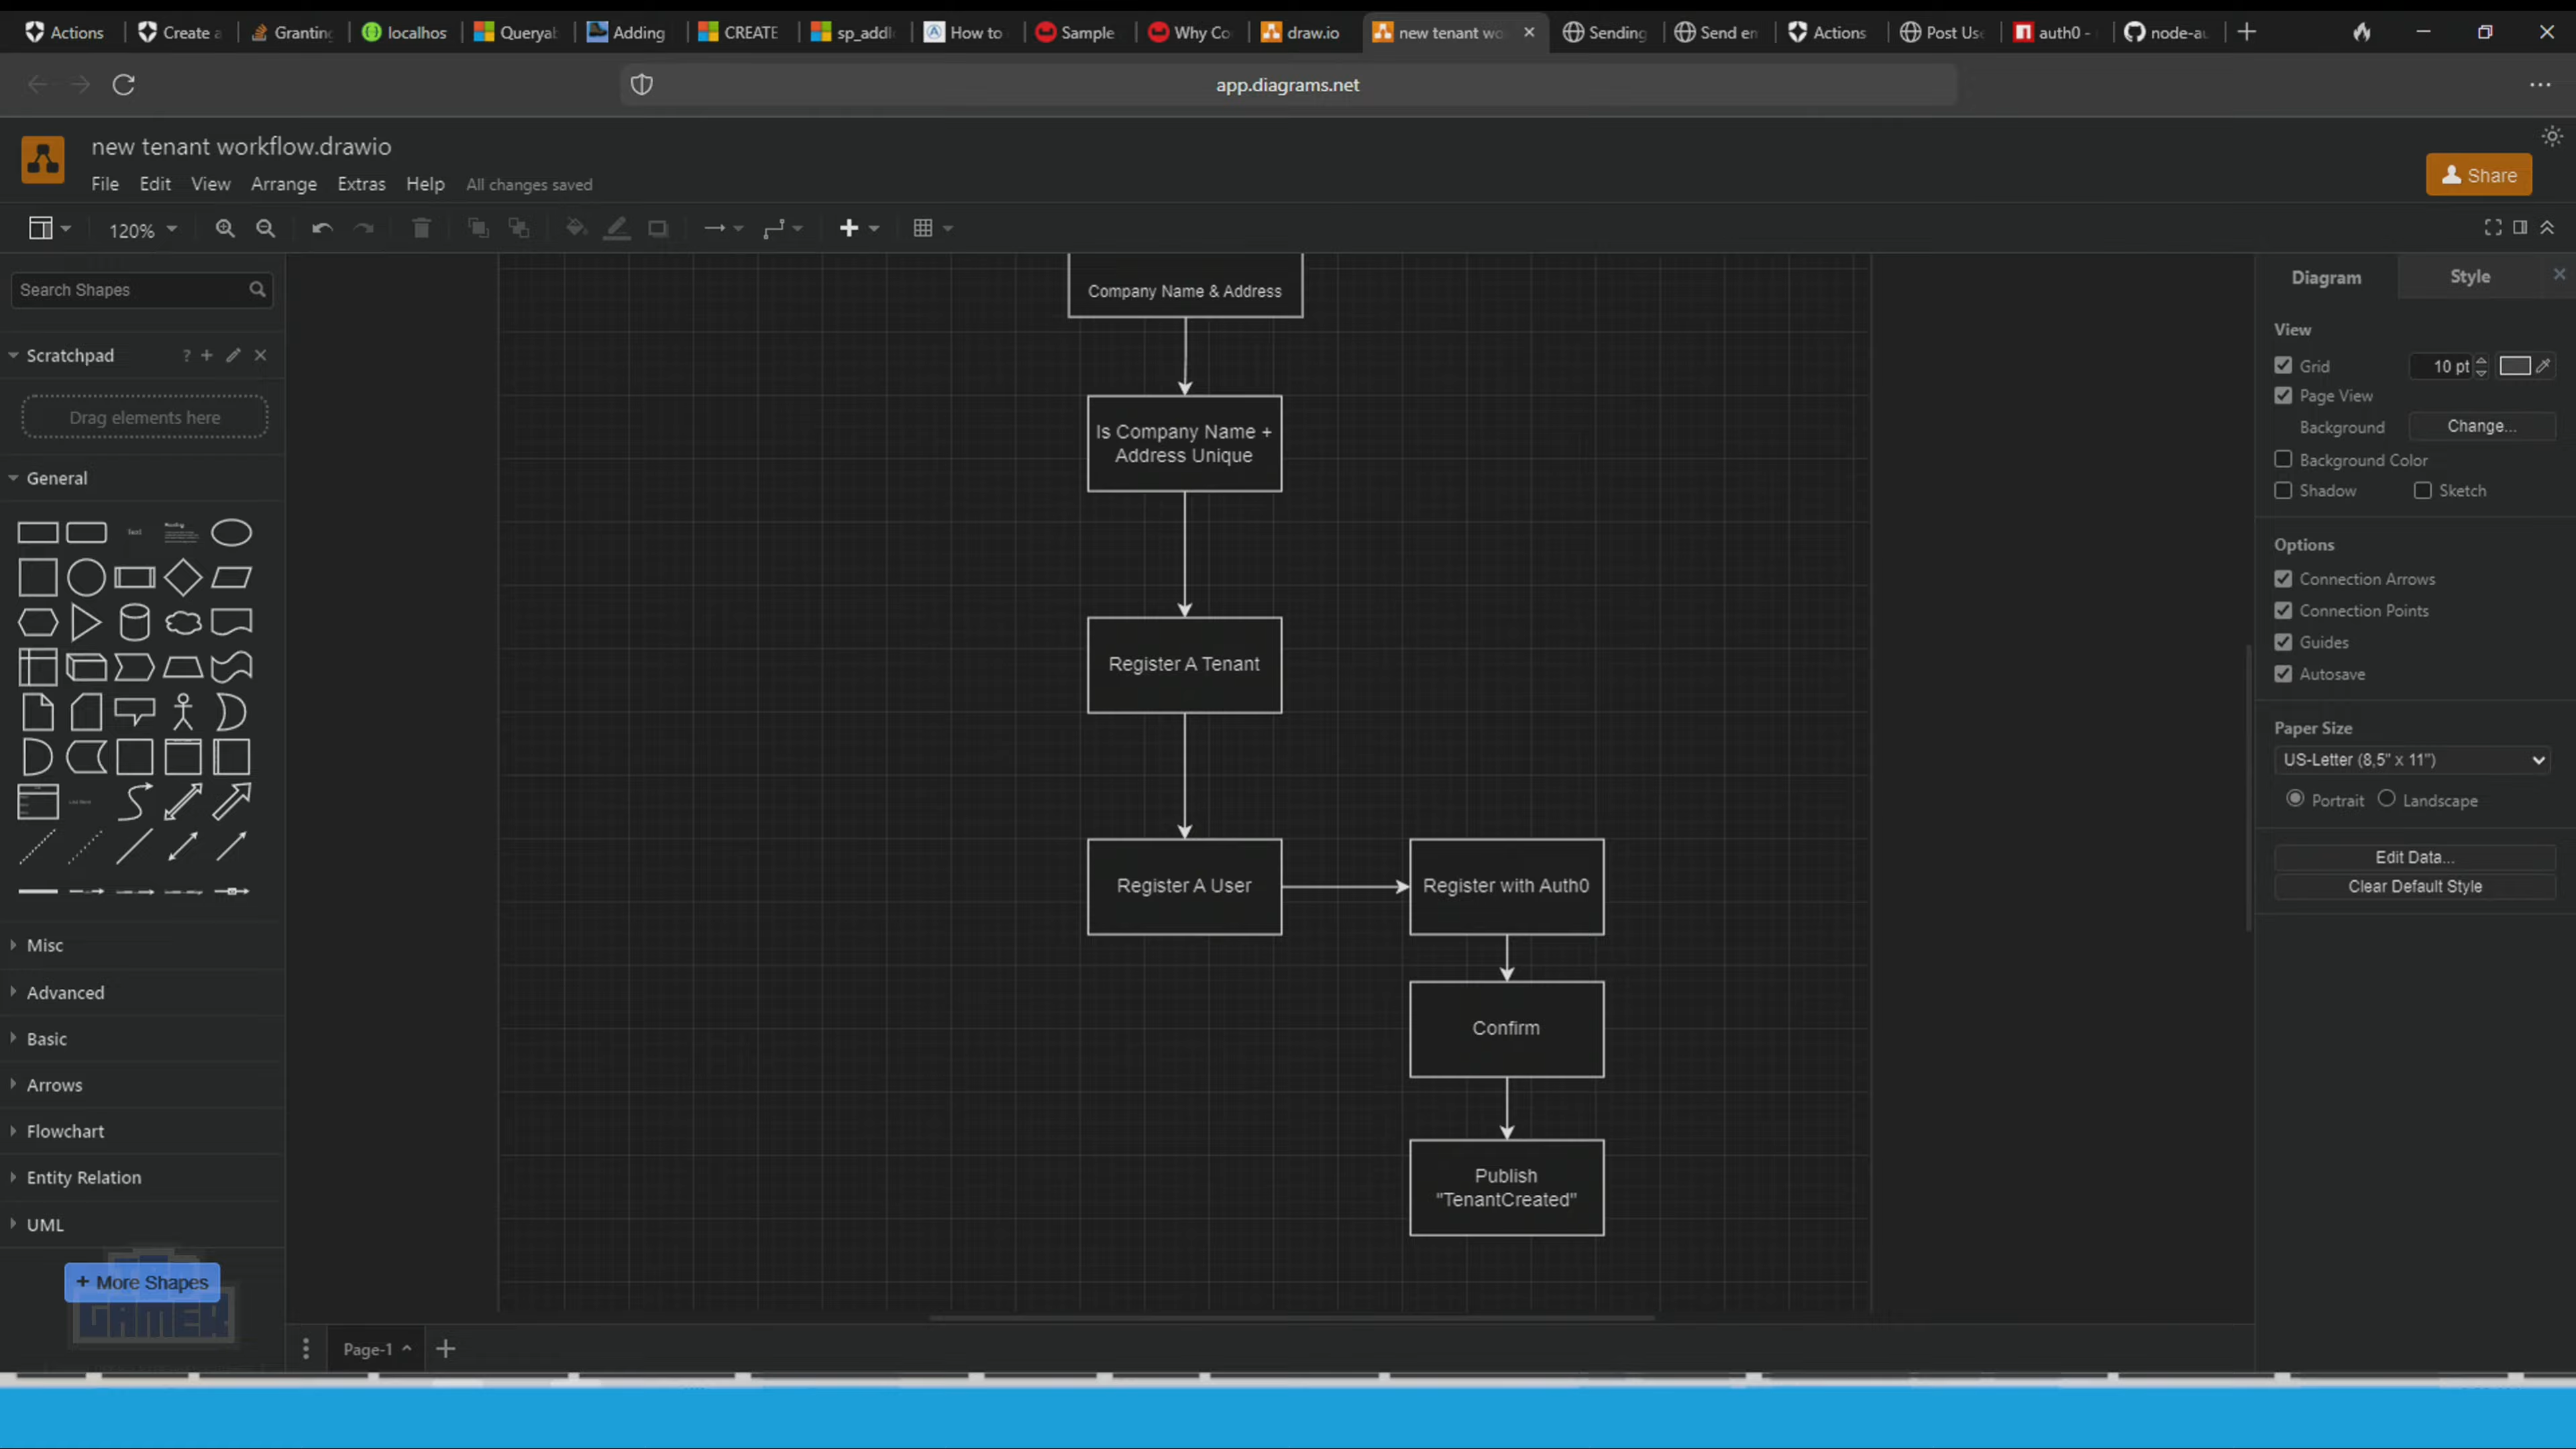 Actions
Create a
Granting
localhos
Queryab
Adding
CREATE
sp_addl
How to
Sample
Why Co
draw.io
new tenant wo
Sending
Send em
Actions
Post Use
auth0 -
node-au
app.diagrams.net
new tenant workflow.drawio
File Edit View Arrange Extras Help All changes saved
Share
120%
Search Shapes
Scratchpad
?
Drag elements here
General
Text
Heading
Misc
Advanced
Basic
Arrows
Flowchart
Entity Relation
UML
+ More Shapes
GAMEK
Company Name & Address
Is Company Name +
Address Unique
Register A Tenant
Register A User
Register with Auth0
Confirm
Publish
"TenantCreated"
Page-1
Diagram
Style
View
Grid
10 pt
Page View
Background
Change...
Background Color
Shadow
Sketch
Options
Connection Arrows
Connection Points
Guides
Autosave
Paper Size
US-Letter (8,5" x 11")
Portrait
Landscape
Edit Data...
Clear Default Style